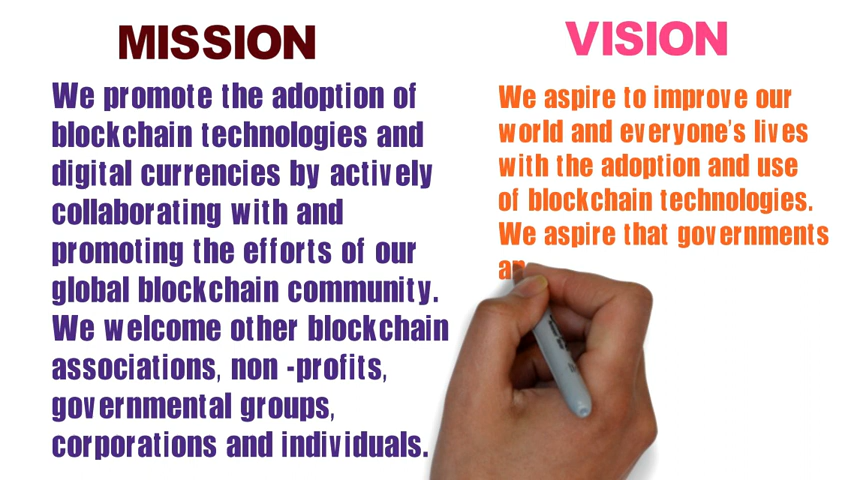 MISSION
We promote the adoption of
blockchain technologies and
digital currencies by actively
collaborating with and
promoting the efforts of our
global blockchain community.
We welcome other blockchain
associations, non -profits,
governmental groups,
corporations and individuals.
VISION
We aspire to improve our
world and everyone's lives
with the adoption and use
of blockchain technologies.
We aspire that governments